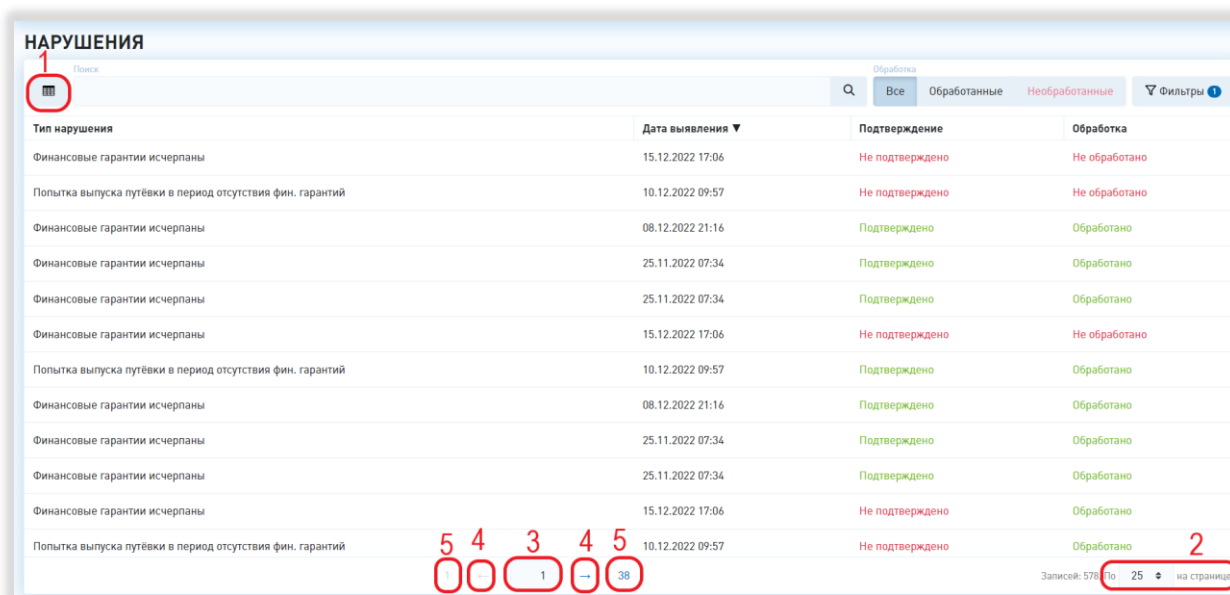 НАРУШЕНИЯ
1
Поиск Обработка
Все Обработанные Необработанные Фильтры 1
Тип нарушения Дата выявления ▼ Подтверждение Обработка
Финансовые гарантии исчерпаны 15.12.2022 17:06 Не подтверждено Не обработано
Попытка выпуска путёвки в период отсутствия фин. гарантий 10.12.2022 09:57 Не подтверждено Не обработано
Финансовые гарантии исчерпаны 08.12.2022 21:16 Подтверждено Обработано
Финансовые гарантии исчерпаны 25.11.2022 07:34 Подтверждено Обработано
Финансовые гарантии исчерпаны 25.11.2022 07:34 Подтверждено Обработано
Финансовые гарантии исчерпаны 15.12.2022 17:06 Не подтверждено Не обработано
Попытка выпуска путёвки в период отсутствия фин. гарантий 10.12.2022 09:57 Подтверждено Обработано
Финансовые гарантии исчерпаны 08.12.2022 21:16 Подтверждено Обработано
Финансовые гарантии исчерпаны 25.11.2022 07:34 Подтверждено Обработано
Финансовые гарантии исчерпаны 25.11.2022 07:34 Подтверждено Обработано
Финансовые гарантии исчерпаны 15.12.2022 17:06 Не подтверждено Обработано
Попытка выпуска путёвки в период отсутствия фин. гарантий 10.12.2022 09:57 Не подтверждено Обработано
5 4 3 4 5 2
1 ← 1 → 38 Записей: 578. По 25 на странице